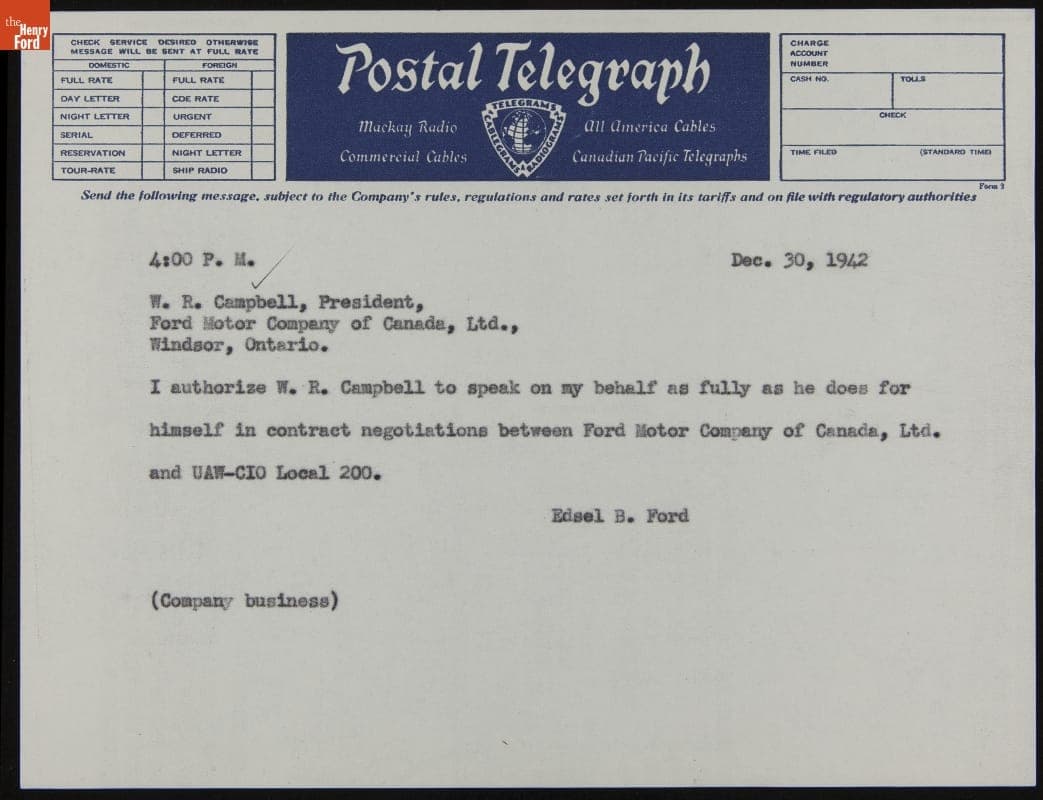 the
Henry
Ford
CHECK SERVICE DESIRED OTHERWISE
MESSAGE WILL BE SENT AT FULL RATE
DOMESTIC FOREIGN
FULL RATE FULL RATE
DAY LETTER CDE RATE
NIGHT LETTER URGENT
SERIAL DEFERRED
RESERVATION NIGHT LETTER
TOUR-RATE SHIP RADIO
Postal Telegraph
Mackay Radio All America Cables
Commercial Cables Canadian Pacific Telegraphs
TELEGRAMS
CABLEGRAMS RADIOGRAMS
CHARGE
ACCOUNT
NUMBER
CASH NO. TOLLS
CHECK
TIME FILED (STANDARD TIME)
Form 2
Send the following message, subject to the Company's rules, regulations and rates set forth in its tariffs and on file with regulatory authorities
4:00 P. M. Dec. 30, 1942
W. R. Campbell, President,
Ford Motor Company of Canada, Ltd.,
Windsor, Ontario.
I authorize W. R. Campbell to speak on my behalf as fully as he does for
himself in contract negotiations between Ford Motor Company of Canada, Ltd.
and UAW-CIO Local 200.
Edsel B. Ford
(Company business)